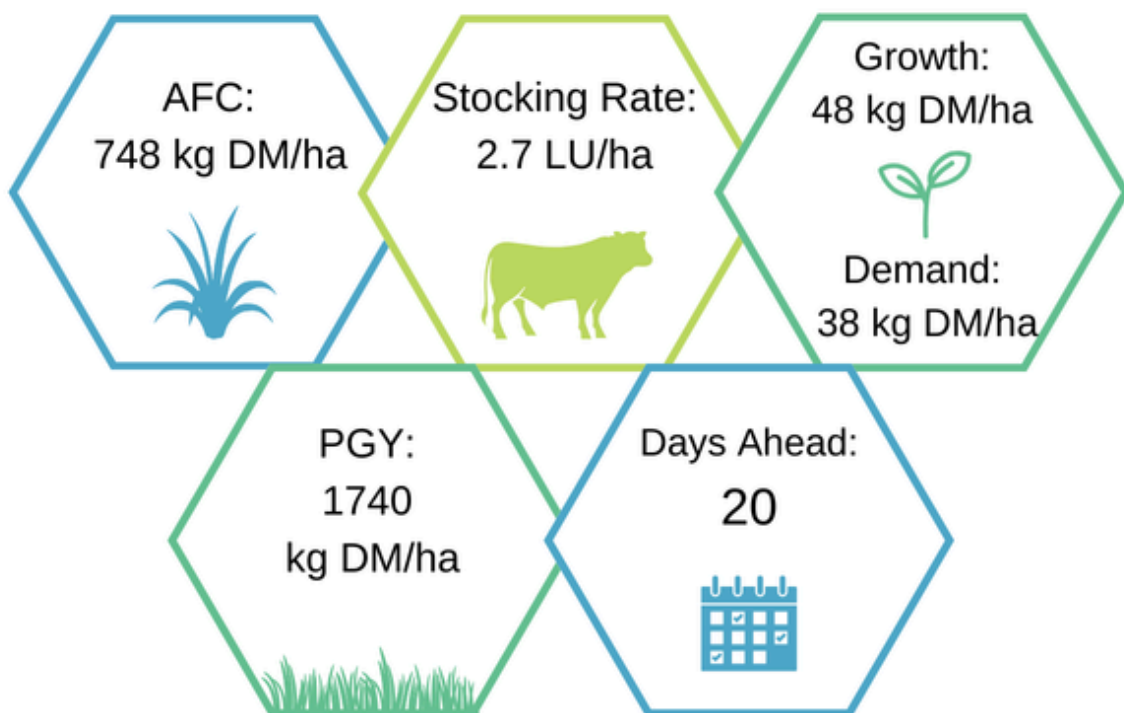 AFC:
748 kg DM/ha
Stocking Rate:
2.7 LU/ha
Growth:
48 kg DM/ha
Demand:
38 kg DM/ha
PGY:
1740
kg DM/ha
Days Ahead:
20